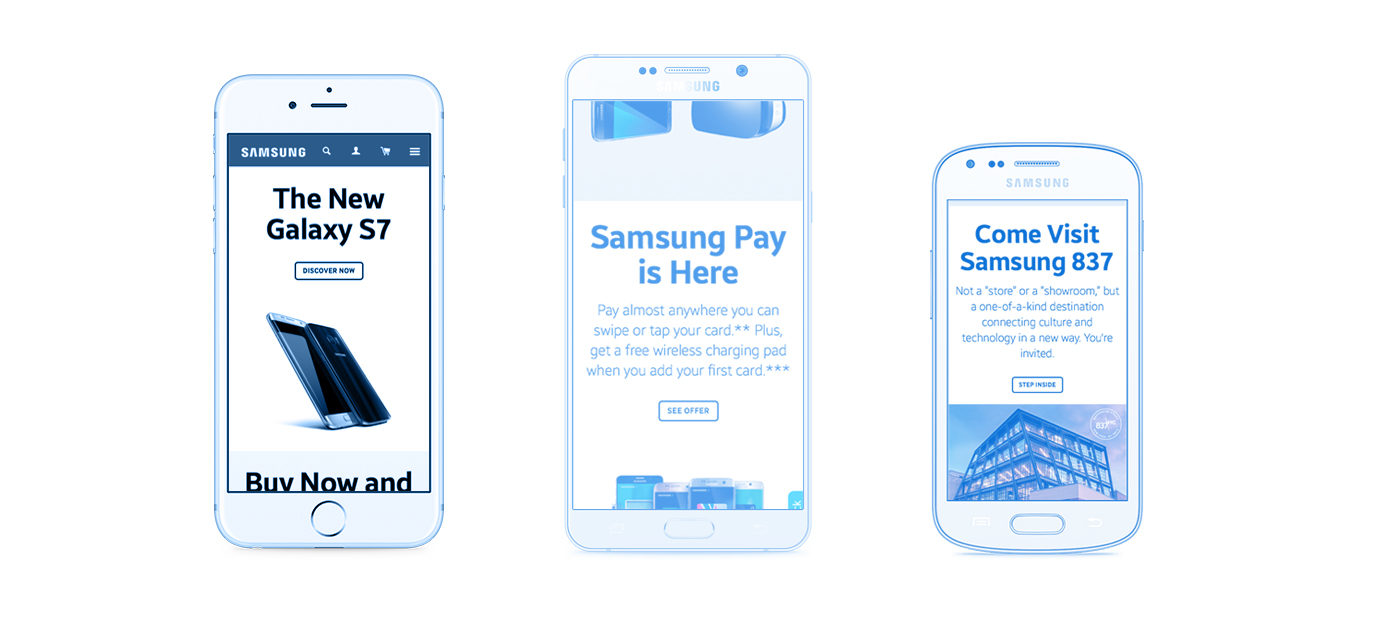 SAMSUNG
The New
Galaxy S7
DISCOVER NOW
Buy Now and
SAMSUNG
Samsung Pay
is Here
Pay almost anywhere you can
swipe or tap your card.** Plus,
get a free wireless charging pad
when you add your first card.***
SEE OFFER
SAMSUNG
Come Visit
Samsung 837
Not a "store" or a "showroom," but
a one-of-a-kind destination
connecting culture and
technology in a new way. You're
invited.
STEP INSIDE
837